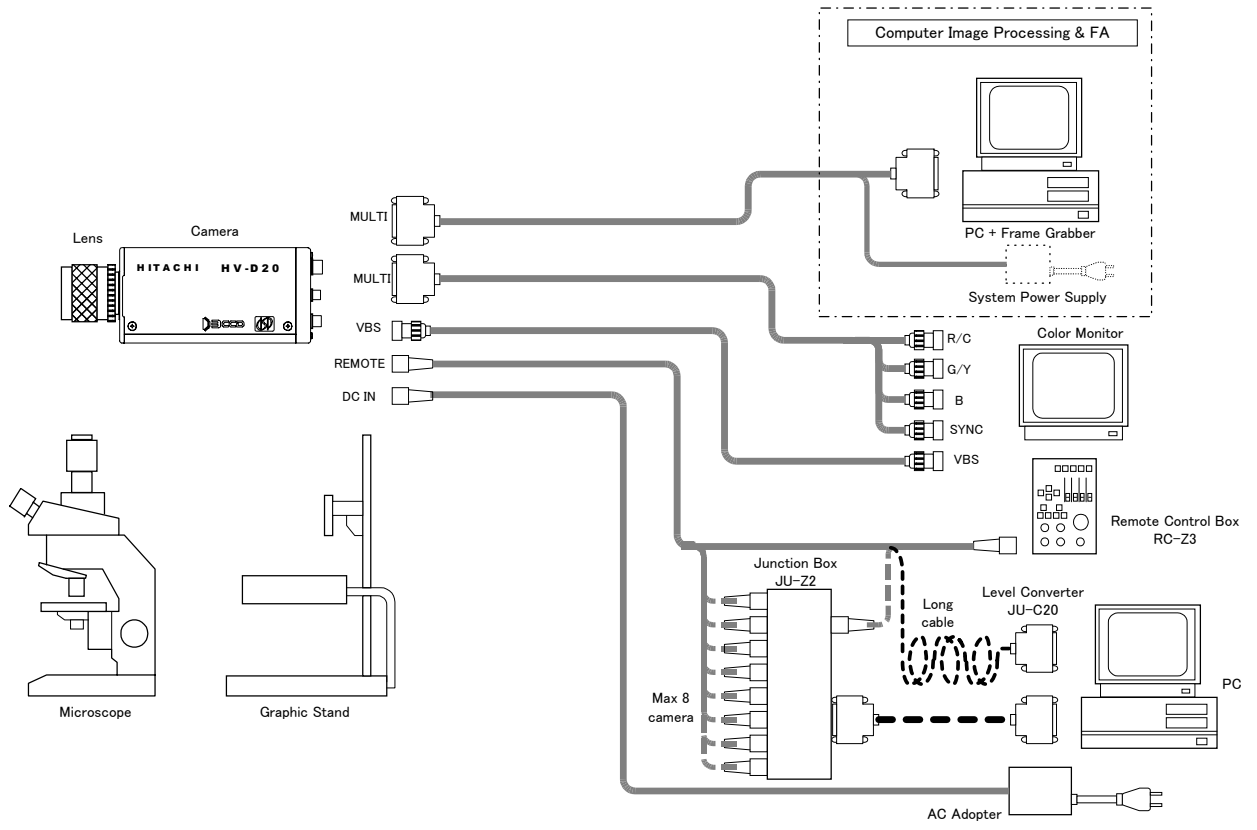 Computer Image Processing & FA
PC + Frame Grabber
System Power Supply
Lens
Camera
HITACHI HV-D20
MULTI
MULTI
VBS
REMOTE
DC IN
R/C
G/Y
B
SYNC
VBS
Color Monitor
Remote Control Box
RC-Z3
Junction Box
JU-Z2
Long
cable
Level Converter
JU-C20
PC
Max 8
camera
Microscope
Graphic Stand
AC Adopter